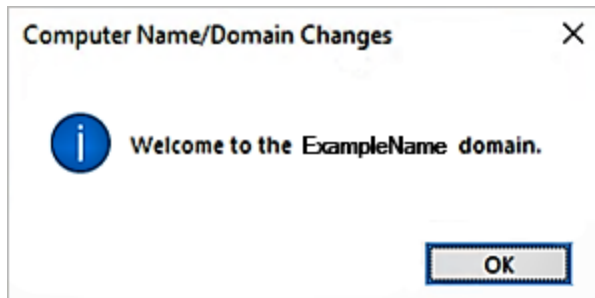 Computer Name/Domain Changes
Welcome to the ExampleName domain.
OK